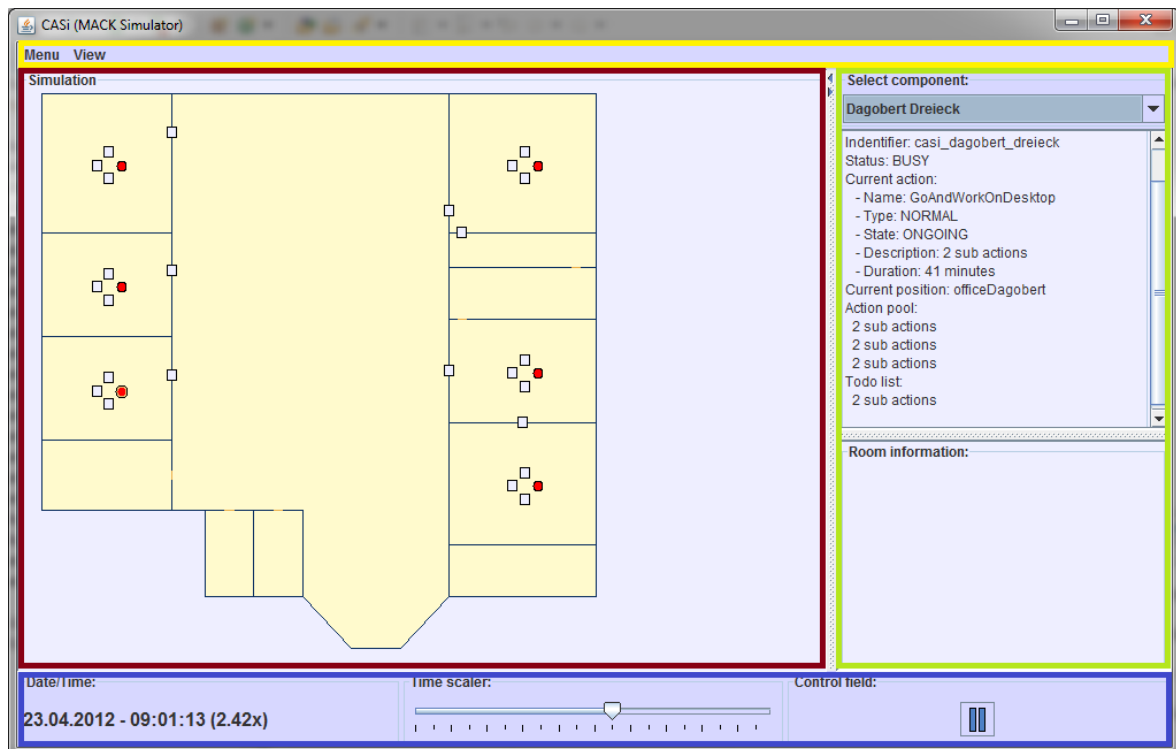 CASi (MACK Simulator)
Menu View
Simulation
Select component:
Dagobert Dreieck
Indentifier: casi_dagobert_dreieck
Status: BUSY
Current action:
- Name: GoAndWorkOnDesktop
- Type: NORMAL
- State: ONGOING
- Description: 2 sub actions
- Duration: 41 minutes
Current position: officeDagobert
Action pool:
2 sub actions
2 sub actions
2 sub actions
Todo list:
2 sub actions
Room information:
Date/Time:
23.04.2012 - 09:01:13 (2.42x)
Time scaler:
Control field: